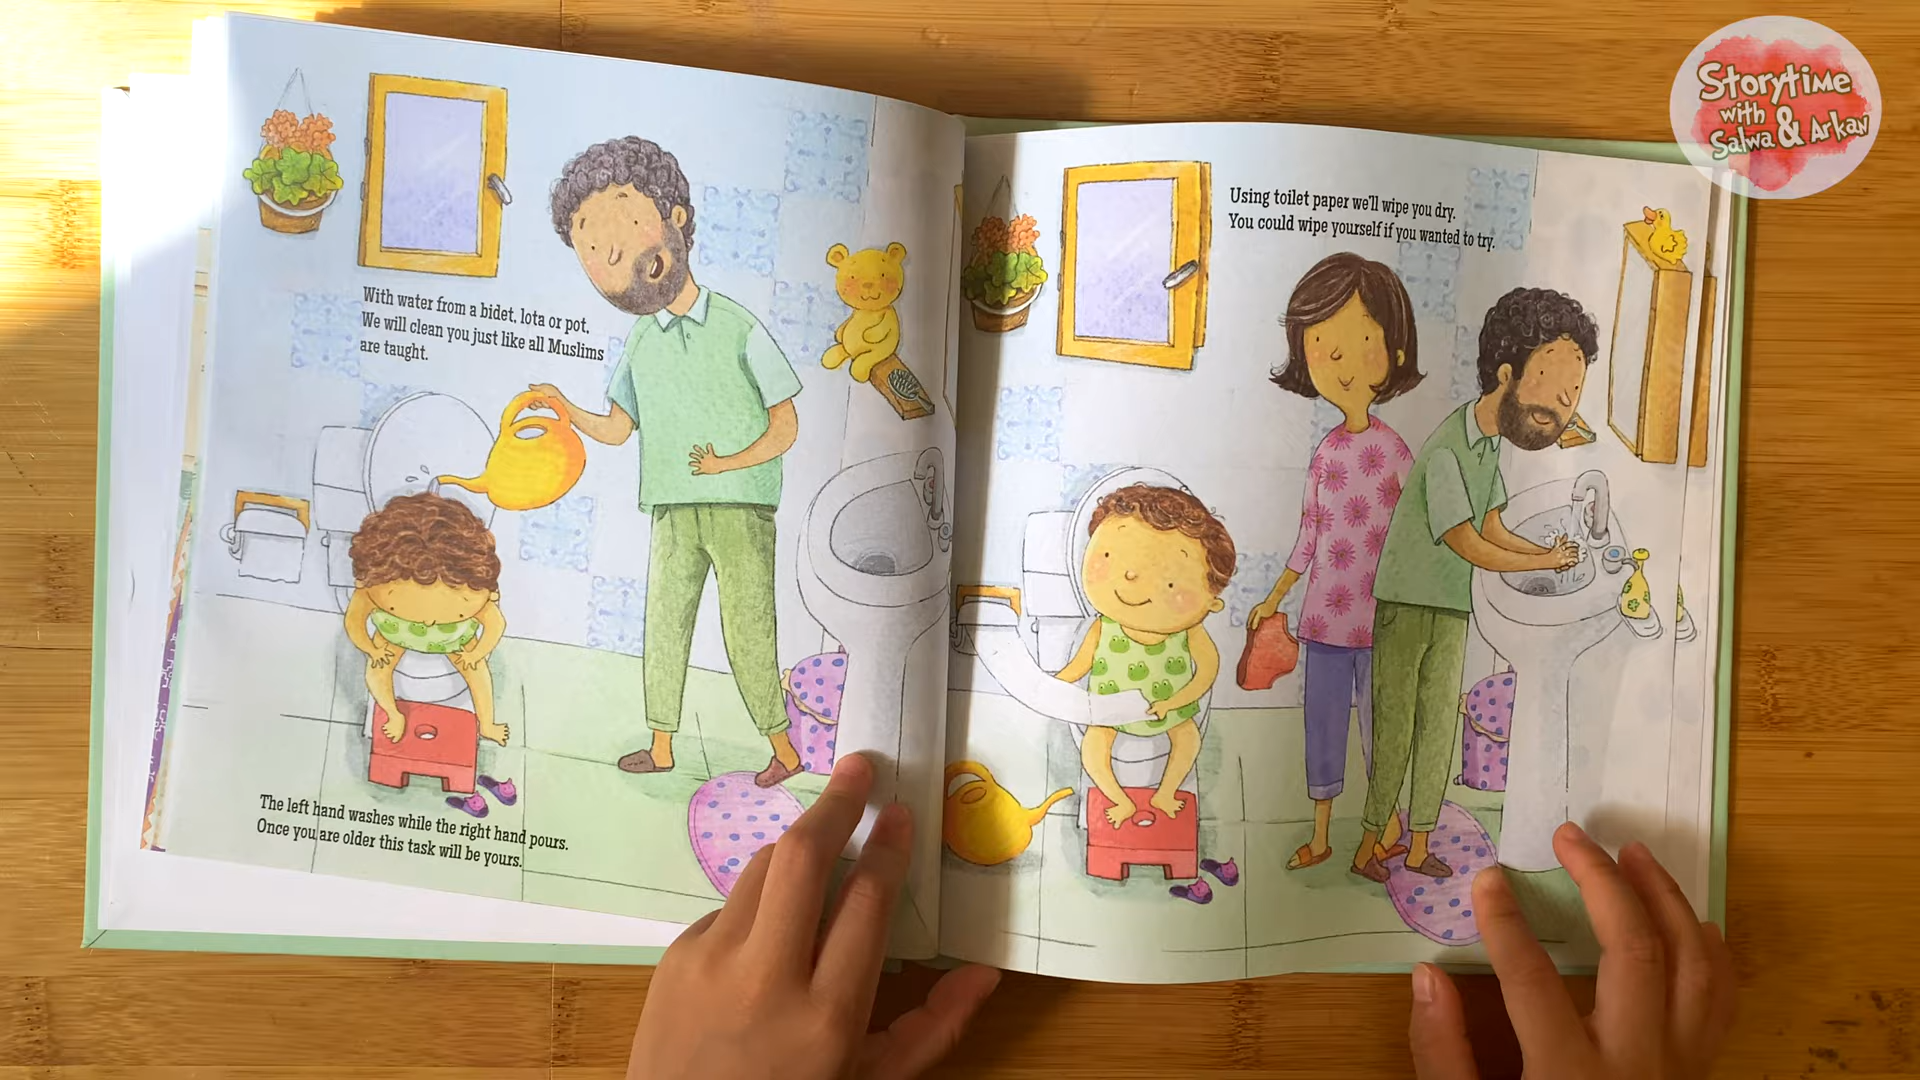 With water from a bidet, lota or pot,
We will clean you just like all Muslims
are taught.
The left hand washes while the right hand pours.
Once you are older this task will be yours.
Using toilet paper we'll wipe you dry.
You could wipe yourself if you wanted to try.
Storytime
with &
Salwa Arkan